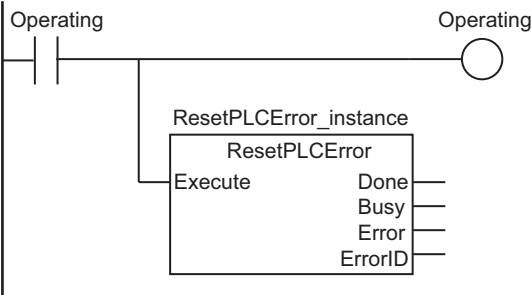 Operating Operating
ResetPLCError_instance
ResetPLCError
Execute Done
Busy
Error
ErrorID